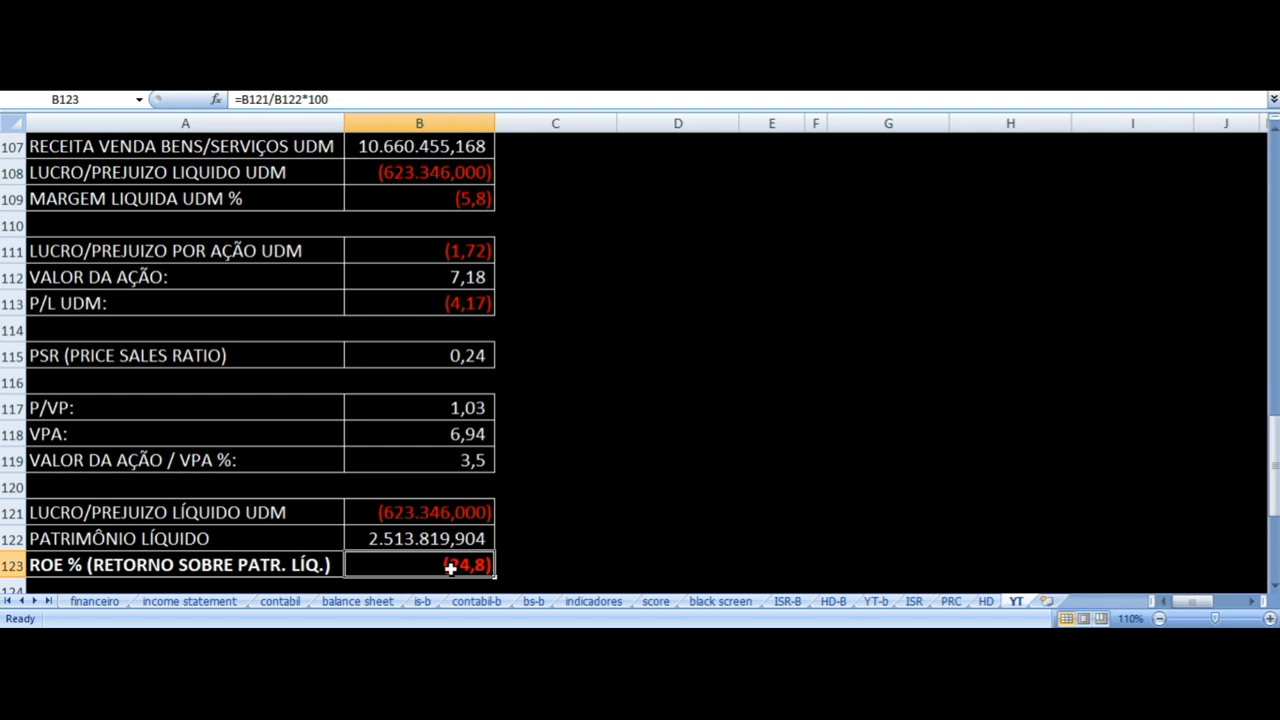 B123 fx =B121/B122*100
A B C D E F G H I J
107 RECEITA VENDA BENS/SERVIÇOS UDM 10.660.455,168
108 LUCRO/PREJUIZO LIQUIDO UDM (623.346,000)
109 MARGEM LIQUIDA UDM % (5,8)
110
111 LUCRO/PREJUIZO POR AÇÃO UDM (1,72)
112 VALOR DA AÇÃO: 7,18
113 P/L UDM: (4,17)
114
115 PSR (PRICE SALES RATIO) 0,24
116
117 P/VP: 1,03
118 VPA: 6,94
119 VALOR DA AÇÃO / VPA %: 3,5
120
121 LUCRO/PREJUIZO LÍQUIDO UDM (623.346,000)
122 PATRIMÔNIO LÍQUIDO 2.513.819,904
123 ROE % (RETORNO SOBRE PATR. LÍQ.) (24,8)
124
financeiro income statement contabil balance sheet is-b contabil-b bs-b indicadores score black screen ISR-B HD-B YT-b ISR PRC HD YT
Ready 110%